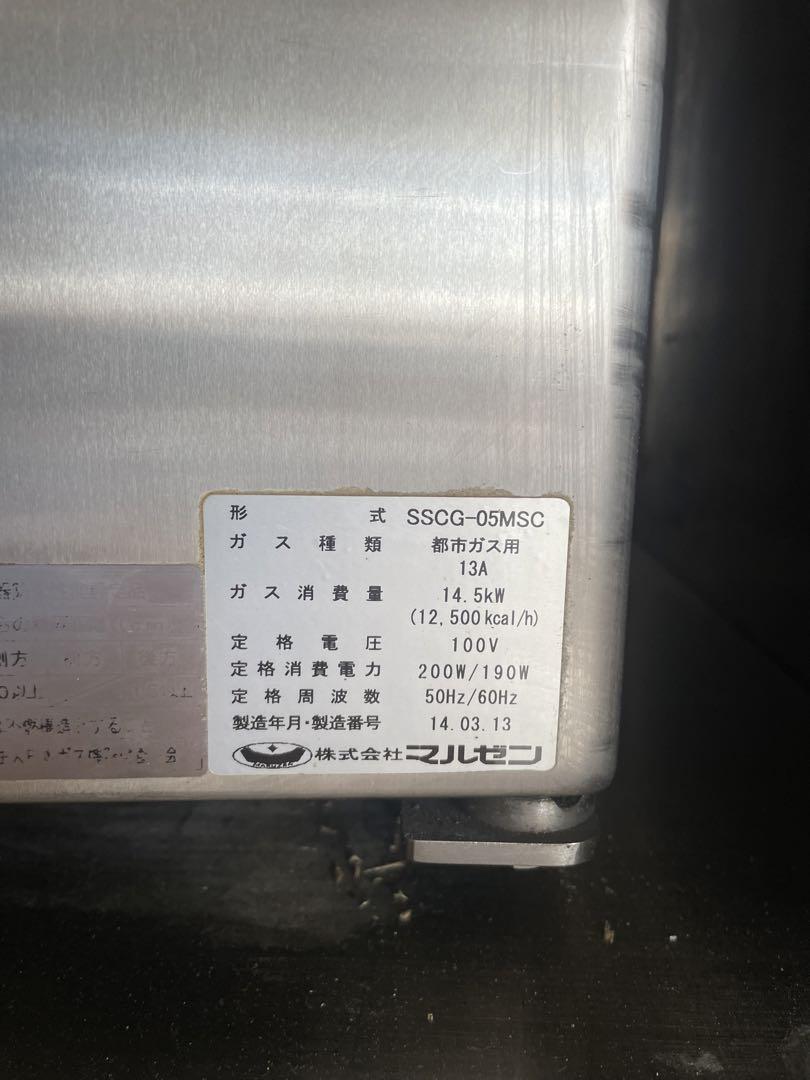 形 式 SSCG-05MSC
ガス種類 都市ガス用
13A
ガス消費量 14.5kW
(12,500kcal/h)
定格電圧 100V
定格消費電力 200W/190W
定格周波数 50Hz/60Hz
製造年月・製造番号 14.03.13
MARUZEN 株式会社マルゼン